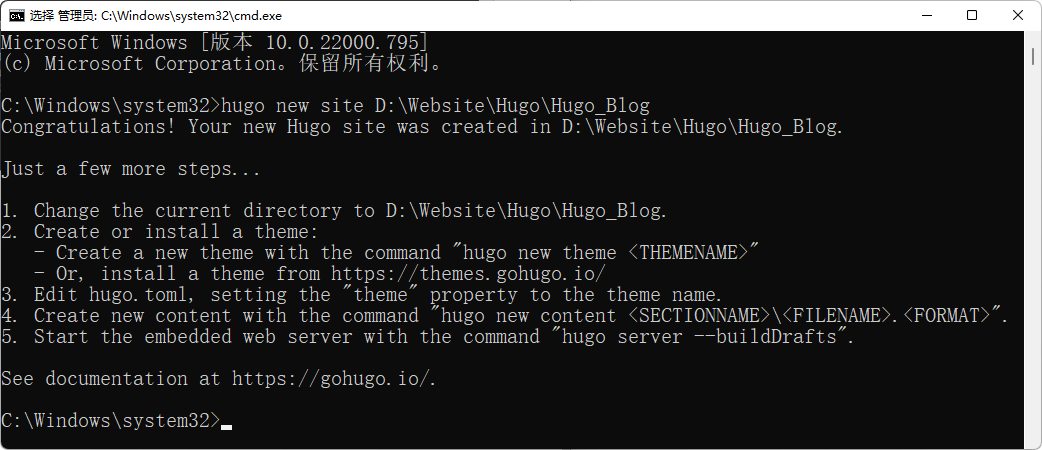 选择 管理员: C:\Windows\system32\cmd.exe
Microsoft Windows [版本 10.0.22000.795]
(c) Microsoft Corporation。保留所有权利。
C:\Windows\system32>hugo new site D:\Website\Hugo\Hugo_Blog
Congratulations! Your new Hugo site was created in D:\Website\Hugo\Hugo_Blog.
Just a few more steps...
1. Change the current directory to D:\Website\Hugo\Hugo_Blog.
2. Create or install a theme:
- Create a new theme with the command "hugo new theme <THEMENAME>"
- Or, install a theme from https://themes.gohugo.io/
3. Edit hugo.toml, setting the "theme" property to the theme name.
4. Create new content with the command "hugo new content <SECTIONNAME>\<FILENAME>.<FORMAT>".
5. Start the embedded web server with the command "hugo server --buildDrafts".
See documentation at https://gohugo.io/.
C:\Windows\system32>